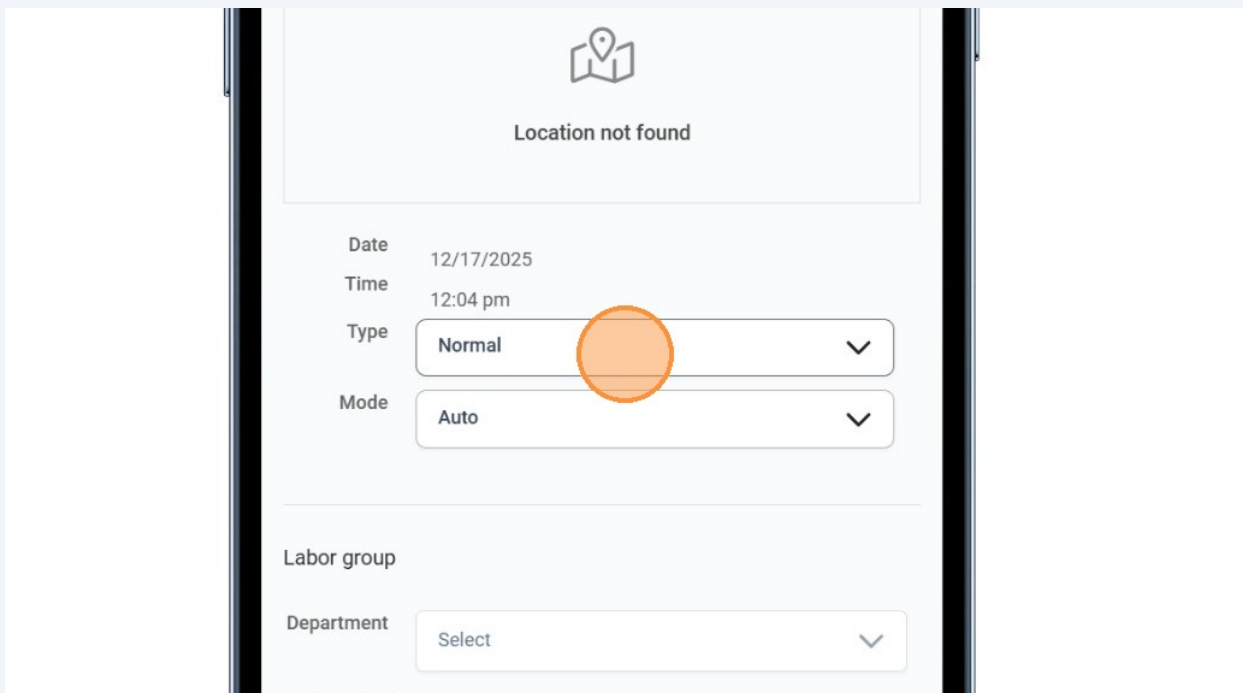 Location not found
Date
12/17/2025
Time
12:04 pm
Type
Normal
Mode
Auto
Labor group
Department
Select